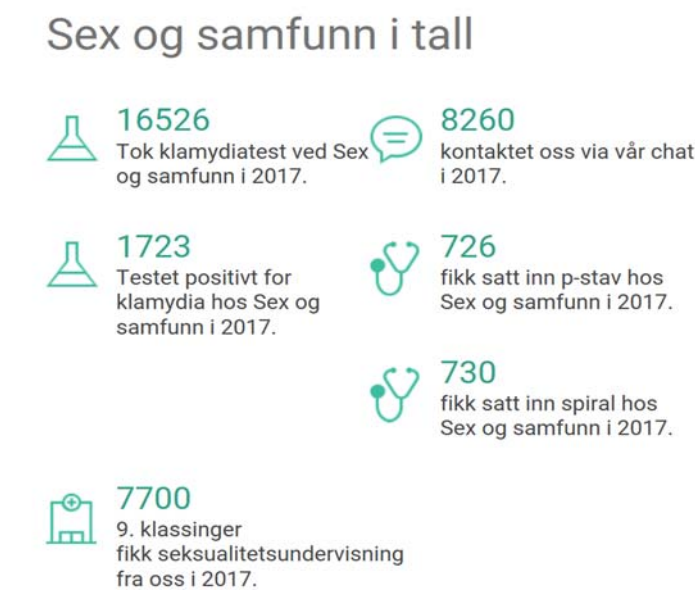 Sex og samfunn i tall
16526
Tok klamydiatest ved Sex
og samfunn i 2017.
8260
kontaktet oss via vår chat
i 2017.
1723
Testet positivt for
klamydia hos Sex og
samfunn i 2017.
726
fikk satt inn p-stav hos
Sex og samfunn i 2017.
730
fikk satt inn spiral hos
Sex og samfunn i 2017.
7700
9. klassinger
fikk seksualitetsundervisning
fra oss i 2017.